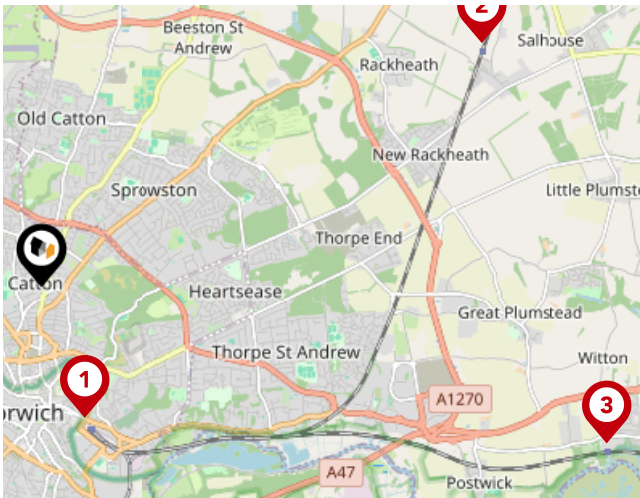 2
Beeston St
Andrew
Salhouse
Rackheath
Old Catton
New Rackheath
Sprowston
Little Plumst
Thorpe End
Catton
Heartsease
Great Plumstead
Thorpe St Andrew
Witton
1
A1270
3
orwich
A47
Postwick